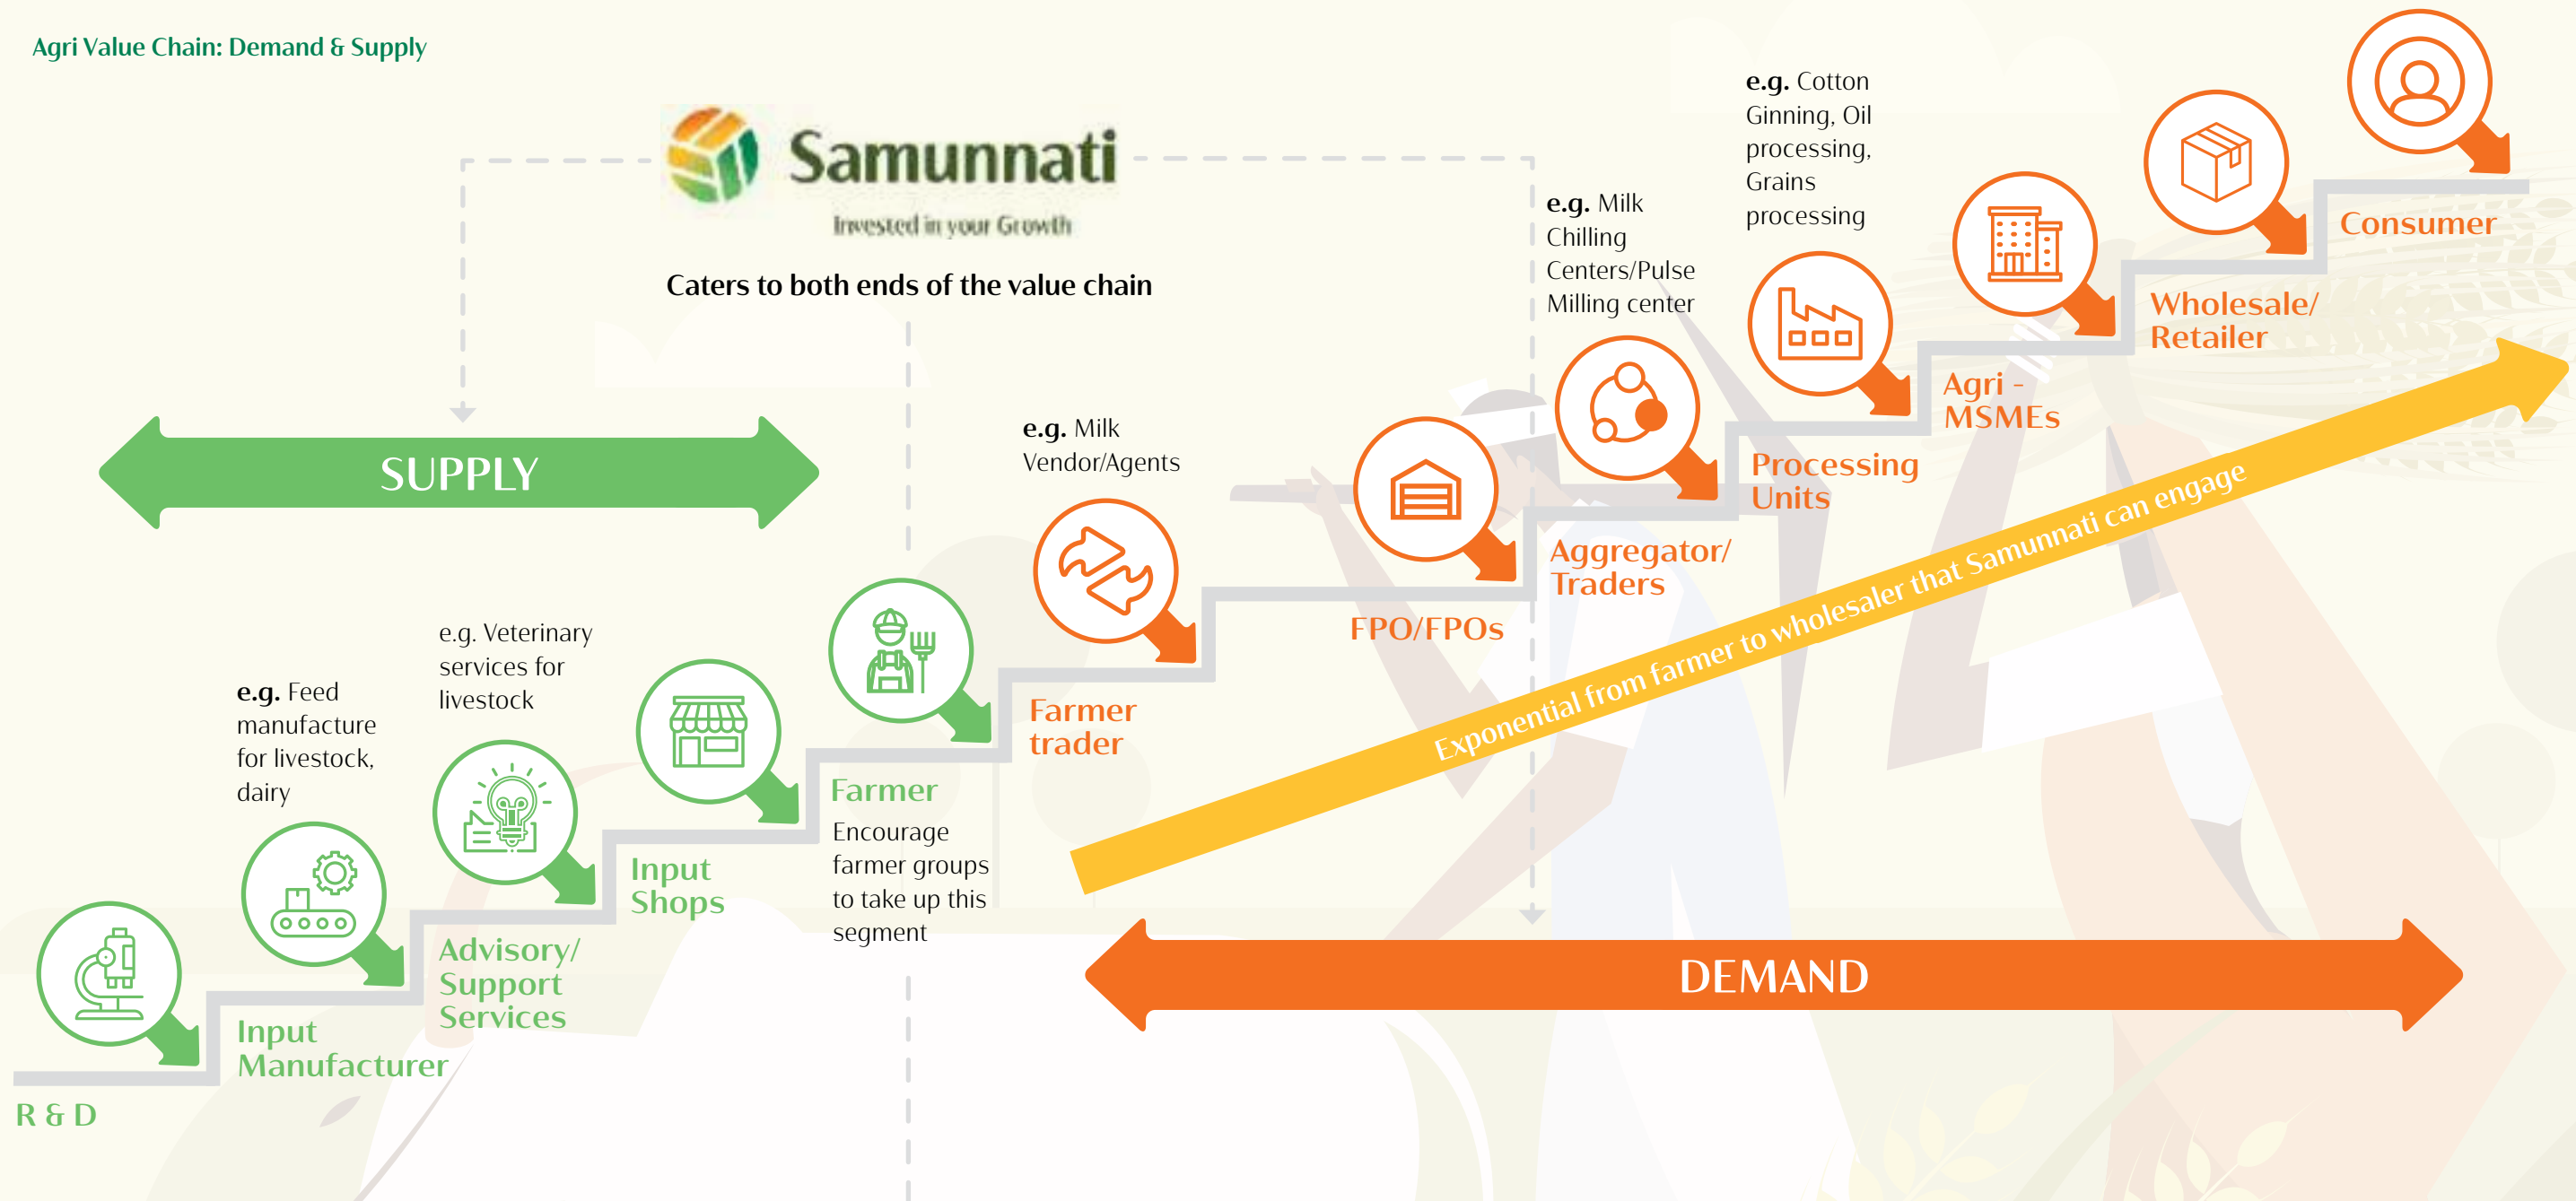 Agri Value Chain: Demand & Supply
Samunnati
Invested in your Growth
Caters to both ends of the value chain
SUPPLY
R & D
e.g. Feed
manufacture
for livestock,
dairy
Input
Manufacturer
e.g. Veterinary
services for
livestock
Advisory/
Support
Services
Input
Shops
Farmer
Encourage
farmer groups
to take up this
segment
e.g. Milk
Vendor/Agents
Farmer
trader
FPO/FPOs
e.g. Milk
Chilling
Centers/Pulse
Milling center
Aggregator/
Traders
e.g. Cotton
Ginning, Oil
processing,
Grains
processing
Processing
Units
Agri -
MSMEs
Wholesale/
Retailer
Consumer
Exponential from farmer to wholesaler that Samunnati can engage
DEMAND